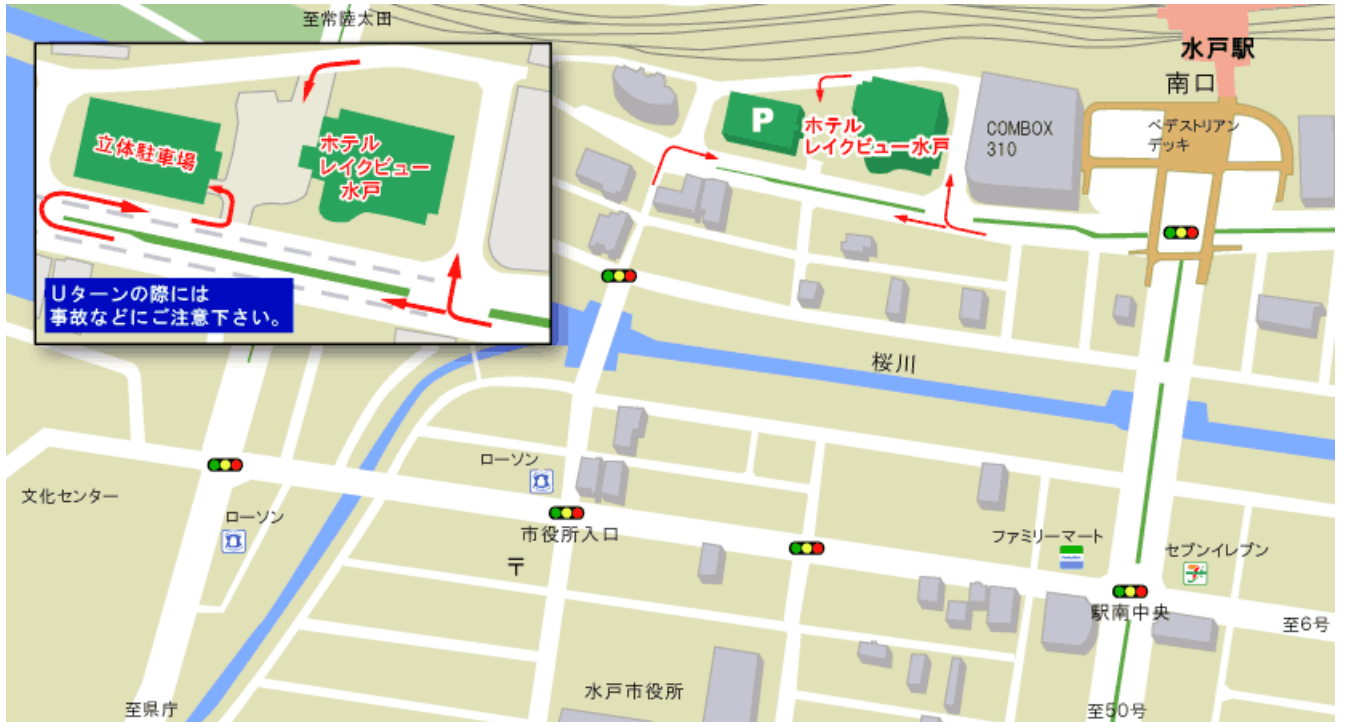 至常陸太田
立体駐車場
ホテル
レイクビュー
水戸
Uターンの際には
事故などにご注意下さい。
水戸駅
南口
P
ホテル
レイクビュー水戸
COMBOX
310
ペデストリアン
デッキ
桜川
文化センター
ローソン
ローソン
市役所入口
〒
ファミリーマート
セブンイレブン
駅南中央
至6号
水戸市役所
至県庁
至50号